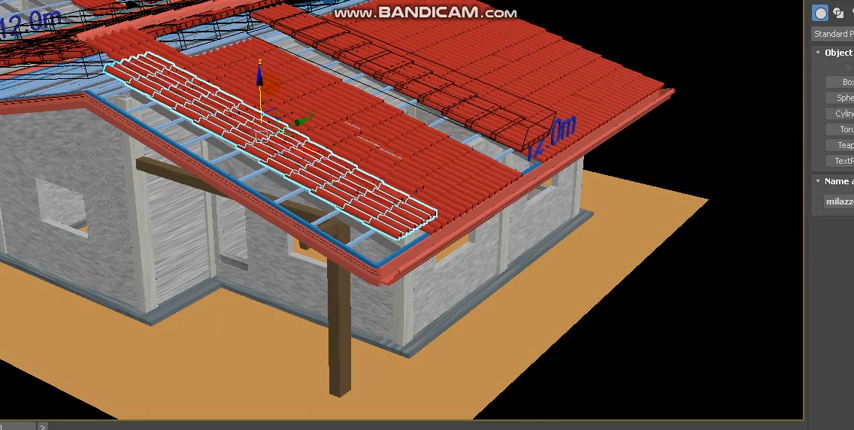 WWW.BANDICAM.COM
12.0m
Standard P
Object
Box
Sphe
Cylin
12.0m
Toru
Teap
TextP
Name a
milazz
z